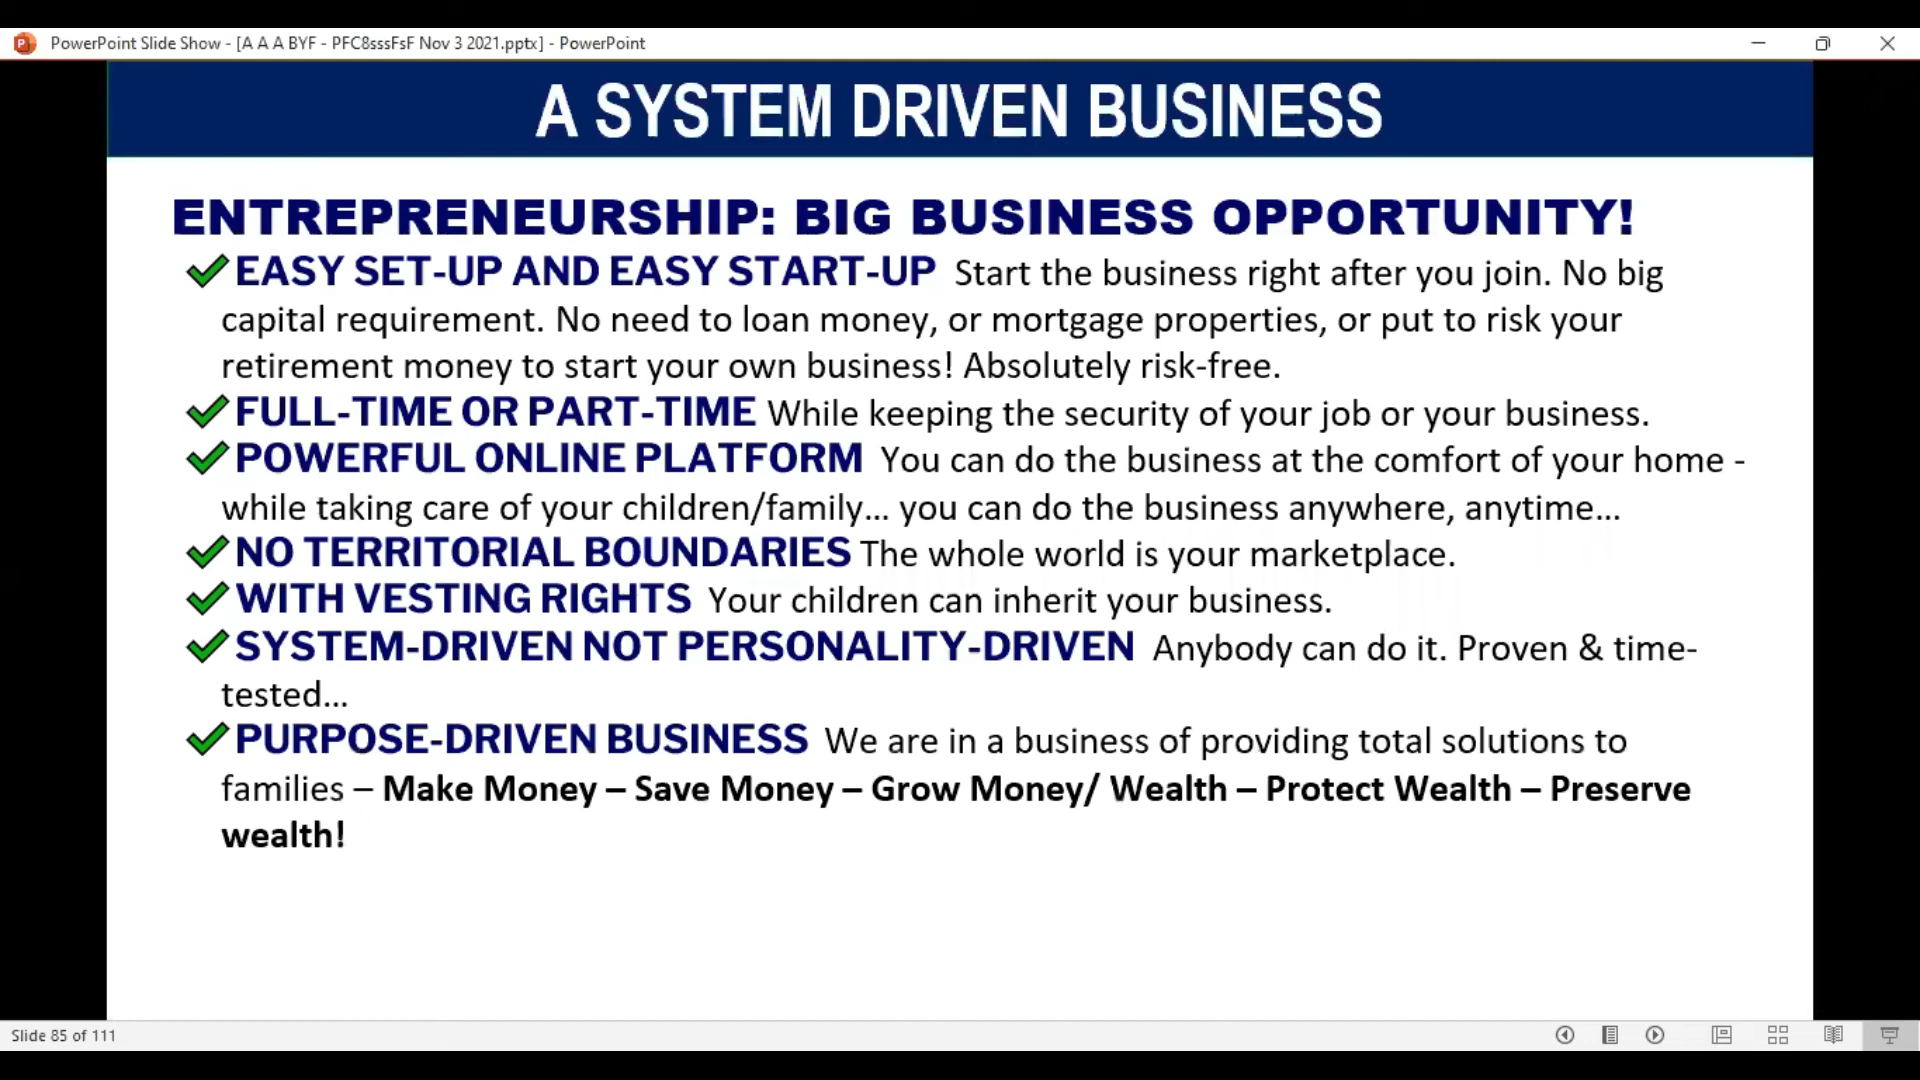 PowerPoint Slide Show - [A A A BYF - PFC8sssFsF Nov 3 2021.pptx] - PowerPoint
A SYSTEM DRIVEN BUSINESS
ENTREPRENEURSHIP: BIG BUSINESS OPPORTUNITY!
EASY SET-UP AND EASY START-UP Start the business right after you join. No big
capital requirement. No need to loan money, or mortgage properties, or put to risk your
retirement money to start your own business! Absolutely risk-free.
FULL-TIME OR PART-TIME While keeping the security of your job or your business.
POWERFUL ONLINE PLATFORM You can do the business at the comfort of your home -
while taking care of your children/family... you can do the business anywhere, anytime...
NO TERRITORIAL BOUNDARIES The whole world is your marketplace.
WITH VESTING RIGHTS Your children can inherit your business.
SYSTEM-DRIVEN NOT PERSONALITY-DRIVEN Anybody can do it. Proven & time-
tested...
PURPOSE-DRIVEN BUSINESS We are in a business of providing total solutions to
families – Make Money – Save Money – Grow Money/ Wealth – Protect Wealth – Preserve
wealth!
Slide 85 of 111